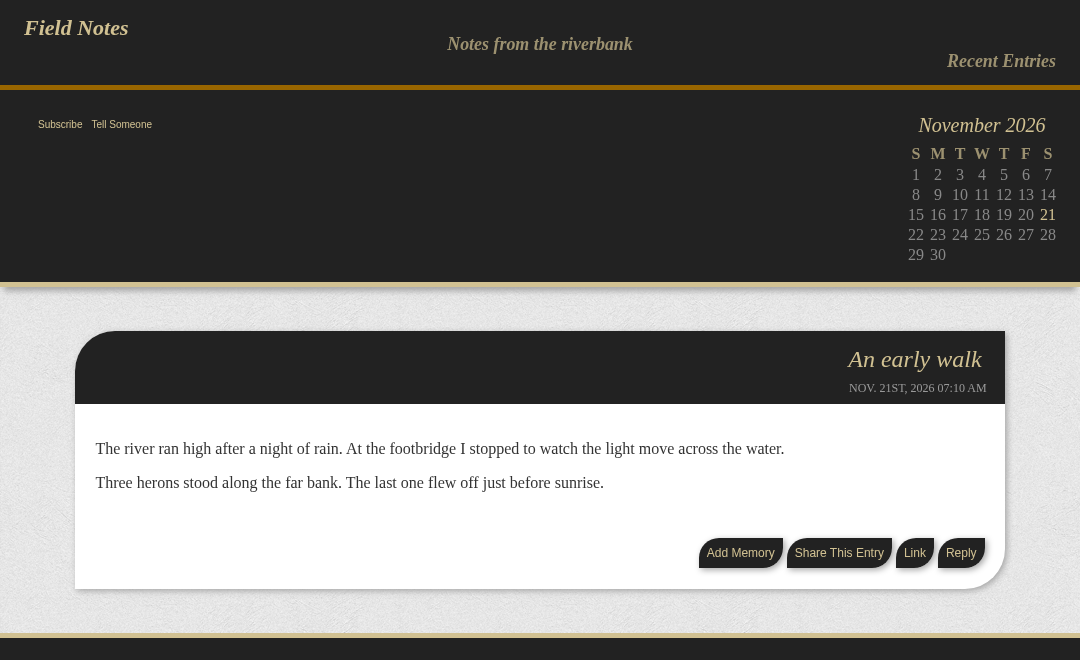 Field Notes
Notes from the riverbank
Recent Entries
Subscribe Tell Someone
November 2026
S M T W T F S
1 2 3 4 5 6 7
8 9 10 11 12 13 14
15 16 17 18 19 20 21
22 23 24 25 26 27 28
29 30
An early walk
NOV. 21ST, 2026 07:10 AM
The river ran high after a night of rain. At the footbridge I stopped to watch the light move across the water.
Three herons stood along the far bank. The last one flew off just before sunrise.
Add Memory Share This Entry Link Reply